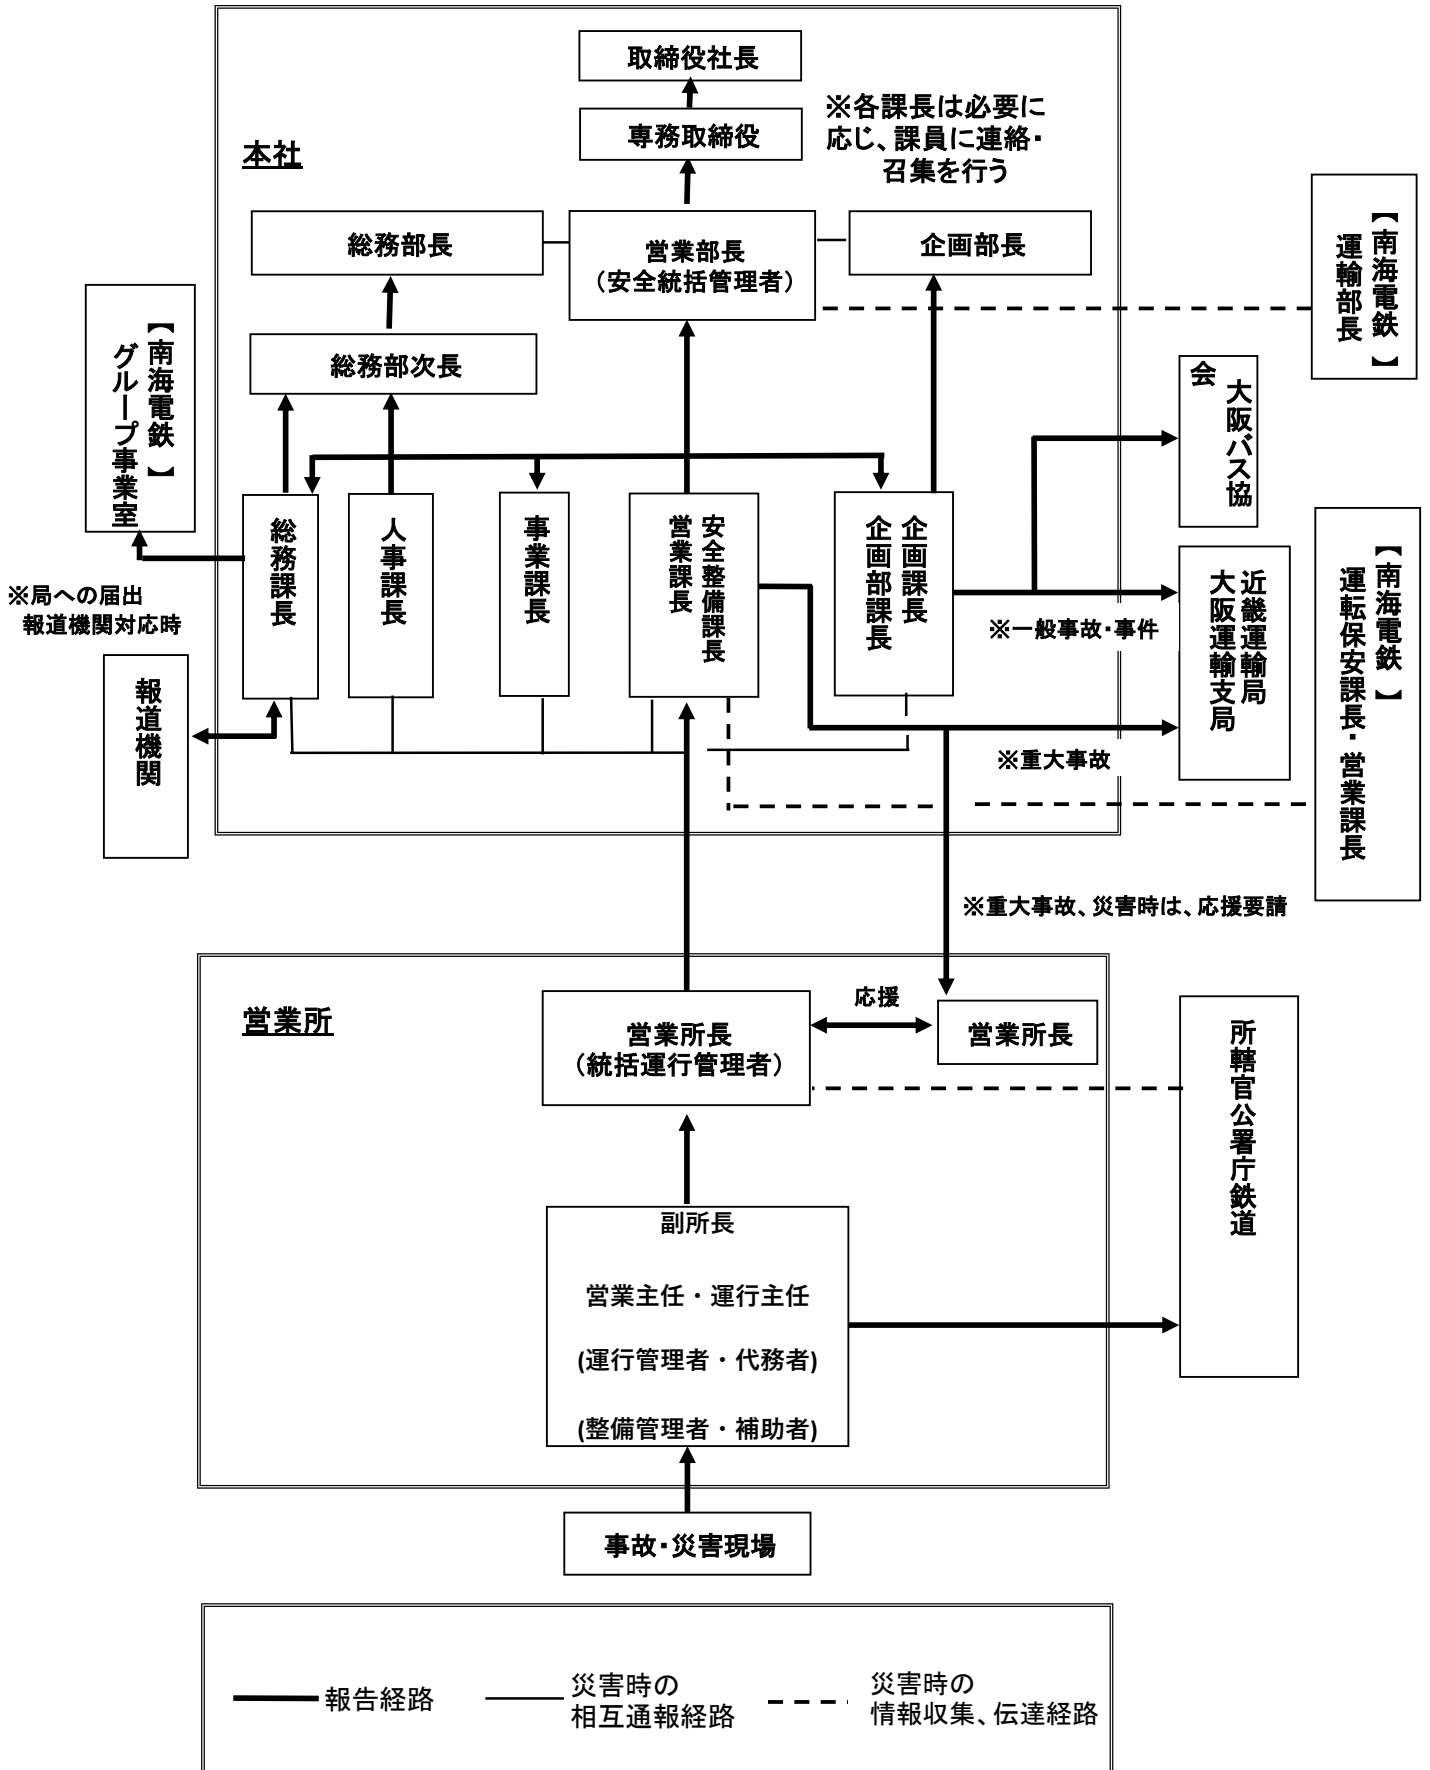 取締役社長
専務取締役
※各課長は必要に
応じ、課員に連絡・
召集を行う
本社
総務部長
営業部長
（安全統括管理者）
企画部長
【南海電鉄】
運輸部長
総務部次長
【南海電鉄】
グループ事業室
大阪バス協
会
総務課長
人事課長
事業課長
安全整備課長
営業課長
企画課長
企画部課長
近畿運輸局
大阪運輸支局
【南海電鉄】
運転保安課長・営業課長
※局への届出
報道機関対応時
※一般事故・事件
報道機関
※重大事故
※重大事故、災害時は、応援要請
営業所
営業所長
（統括運行管理者）
応援
営業所長
所轄官公署庁鉄道
副所長
営業主任・運行主任
(運行管理者・代務者)
(整備管理者・補助者)
事故・災害現場
報告経路
災害時の
相互通報経路
災害時の
情報収集、伝達経路